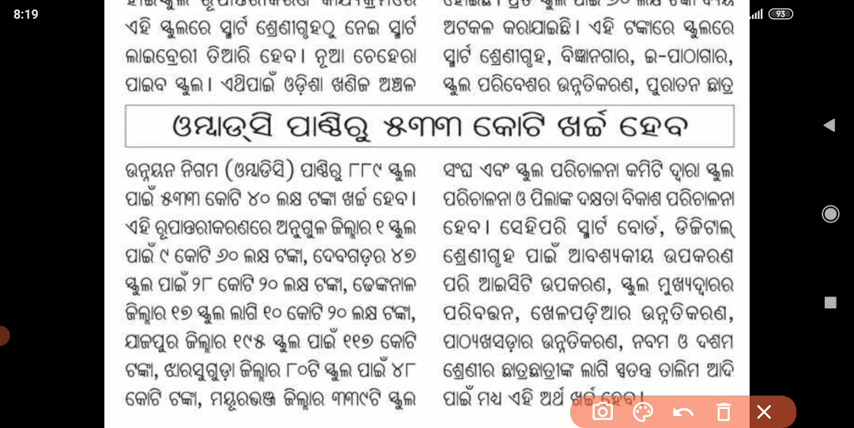 8:19
93
ଏହି ସ୍କୁଲରେ ସ୍ମାର୍ଟ ଶ୍ରେଣୀଗୃହଠୁ ନେଇ ସ୍ମାର୍ଟ
ଲାଇବ୍ରେରୀ ତିଆରି ହେବ। ନୂଆ ଚେହେରା
ପାଇବ ସ୍କୁଲ। ଏଥିପାଇଁ ଓଡ଼ିଶା ଖଣିଜ ଅଞ୍ଚଳ
ଅଟକଳ କରାଯାଇଛି। ଏହି ଟଙ୍କାରେ ସ୍କୁଲରେ
ସ୍ମାର୍ଟ ଶ୍ରେଣୀଗୃହ, ବିଜ୍ଞାନଗାର, ଇ-ପାଠାଗାର,
ସ୍କୁଲ ପରିବେଶର ଉନ୍ନତିକରଣ, ପୁରାତନ ଛାତ୍ର
ଓମ୍ବାଡ୍‌ସି ପାଣ୍ଠିରୁ ୫୩୩ କୋଟି ଖର୍ଚ୍ଚ ହେବ
ଉନ୍ନୟନ ନିଗମ (ଓମ୍ବାଡିସି) ପାଣ୍ଠିରୁ ୮୮୯ ସ୍କୁଲ
ପାଇଁ ୫୩୩ କୋଟି ୪୦ ଲକ୍ଷ ଟଙ୍କା ଖର୍ଚ୍ଚ ହେବ।
ଏହି ରୂପାନ୍ତରୀକରଣରେ ଅନୁଗୁଳ ଜିଲ୍ଲାର ୧ ସ୍କୁଲ
ପାଇଁ ୯ କୋଟି ୬୦ ଲକ୍ଷ ଟଙ୍କା, ଦେବଗଡ଼ର ୪୭
ସ୍କୁଲ ପାଇଁ ୨୮ କୋଟି ୨୦ ଲକ୍ଷ ଟଙ୍କା, ଢେଙ୍କନାଳ
ଜିଲ୍ଲାର ୧୭ ସ୍କୁଲ ଲାଗି ୧୦ କୋଟି ୨୦ ଲକ୍ଷ ଟଙ୍କା,
ଯାଜପୁର ଜିଲ୍ଲାର ୧୯୫ ସ୍କୁଲ ପାଇଁ ୧୧୭ କୋଟି
ଟଙ୍କା, ଝାରସୁଗୁଡ଼ା ଜିଲ୍ଲାର ୮୦ଟି ସ୍କୁଲ ପାଇଁ ୪୮
କୋଟି ଟଙ୍କା, ମୟୂରଭଞ୍ଜ ଜିଲ୍ଲାର ୩୩୯ଟି ସ୍କୁଲ
ସଂଘ ଏବଂ ସ୍କୁଲ ପରିଚାଳନା କମିଟି ଦ୍ୱାରା ସ୍କୁଲ
ପରିଚାଳନା ଓ ପିଲାଙ୍କ ଦକ୍ଷତା ବିକାଶ ପରିଚାଳନା
ହେବ। ସେହିପରି ସ୍ମାର୍ଟ ବୋର୍ଡ, ଡିଜିଟାଲ୍
ଶ୍ରେଣୀଗୃହ ପାଇଁ ଆବଶ୍ୟକୀୟ ଉପକରଣ
ପରି ଆଇସିଟି ଉପକରଣ, ସ୍କୁଲ ମୁଖ୍ୟଦ୍ୱାରର
ପରିବର୍ତ୍ତନ, ଖେଳପଡ଼ିଆର ଉନ୍ନତିକରଣ,
ପାଠ୍ୟଖସଡ଼ାର ଉନ୍ନତିକରଣ, ନବମ ଓ ଦଶମ
ଶ୍ରେଣୀର ଛାତ୍ରଛାତ୍ରୀଙ୍କ ଲାଗି ସ୍ୱତନ୍ତ୍ର ତାଲିମ ଆଦି
ପାଇଁ ମଧ୍ୟ ଏହି ଅର୍ଥ ଖର୍ଚ୍ଚ ହେବ।